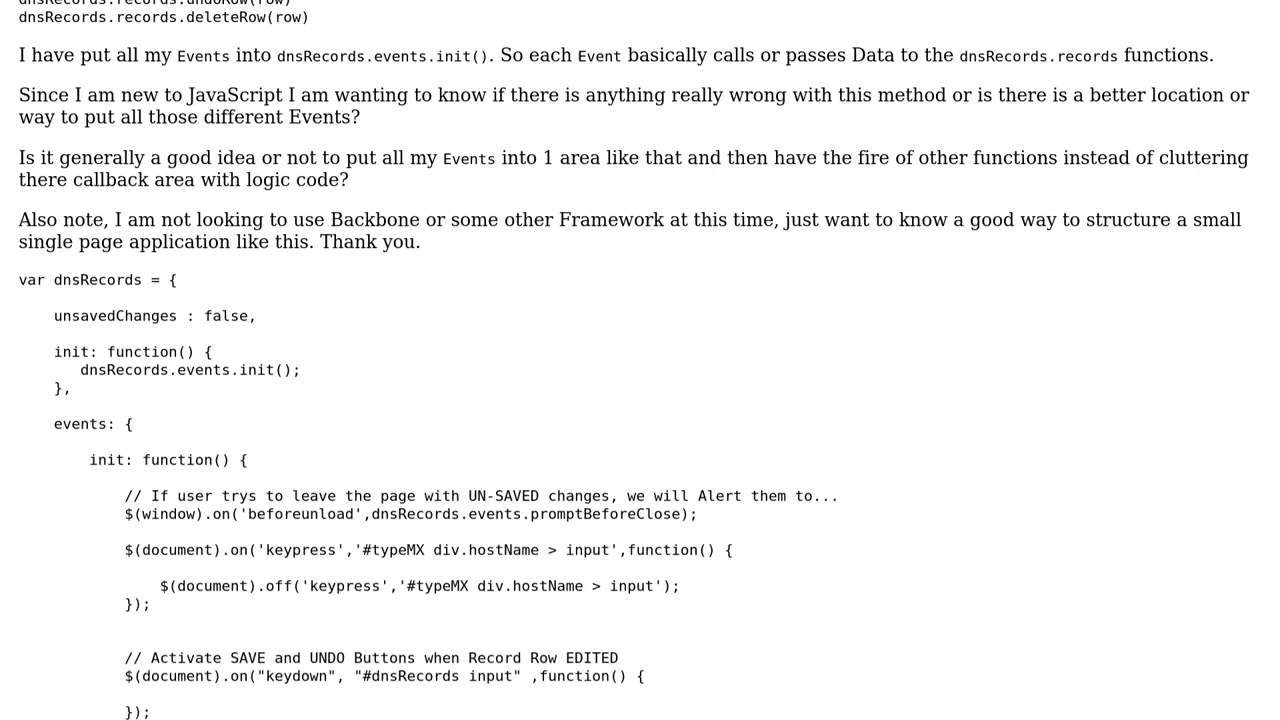 dnsRecords.records.undoRow(row)
dnsRecords.records.deleteRow(row)
I have put all my Events into dnsRecords.events.init(). So each Event basically calls or passes Data to the dnsRecords.records functions.
Since I am new to JavaScript I am wanting to know if there is anything really wrong with this method or is there is a better location or
way to put all those different Events?
Is it generally a good idea or not to put all my Events into 1 area like that and then have the fire of other functions instead of cluttering
there callback area with logic code?
Also note, I am not looking to use Backbone or some other Framework at this time, just want to know a good way to structure a small
single page application like this. Thank you.
var dnsRecords = {
    unsavedChanges : false,
    init: function() {
       dnsRecords.events.init();
    },
    events: {
        init: function() {
            // If user trys to leave the page with UN-SAVED changes, we will Alert them to...
            $(window).on('beforeunload',dnsRecords.events.promptBeforeClose);
            $(document).on('keypress','#typeMX div.hostName > input',function() {
                $(document).off('keypress','#typeMX div.hostName > input');
            });
            // Activate SAVE and UNDO Buttons when Record Row EDITED
            $(document).on("keydown", "#dnsRecords input" ,function() {
            });